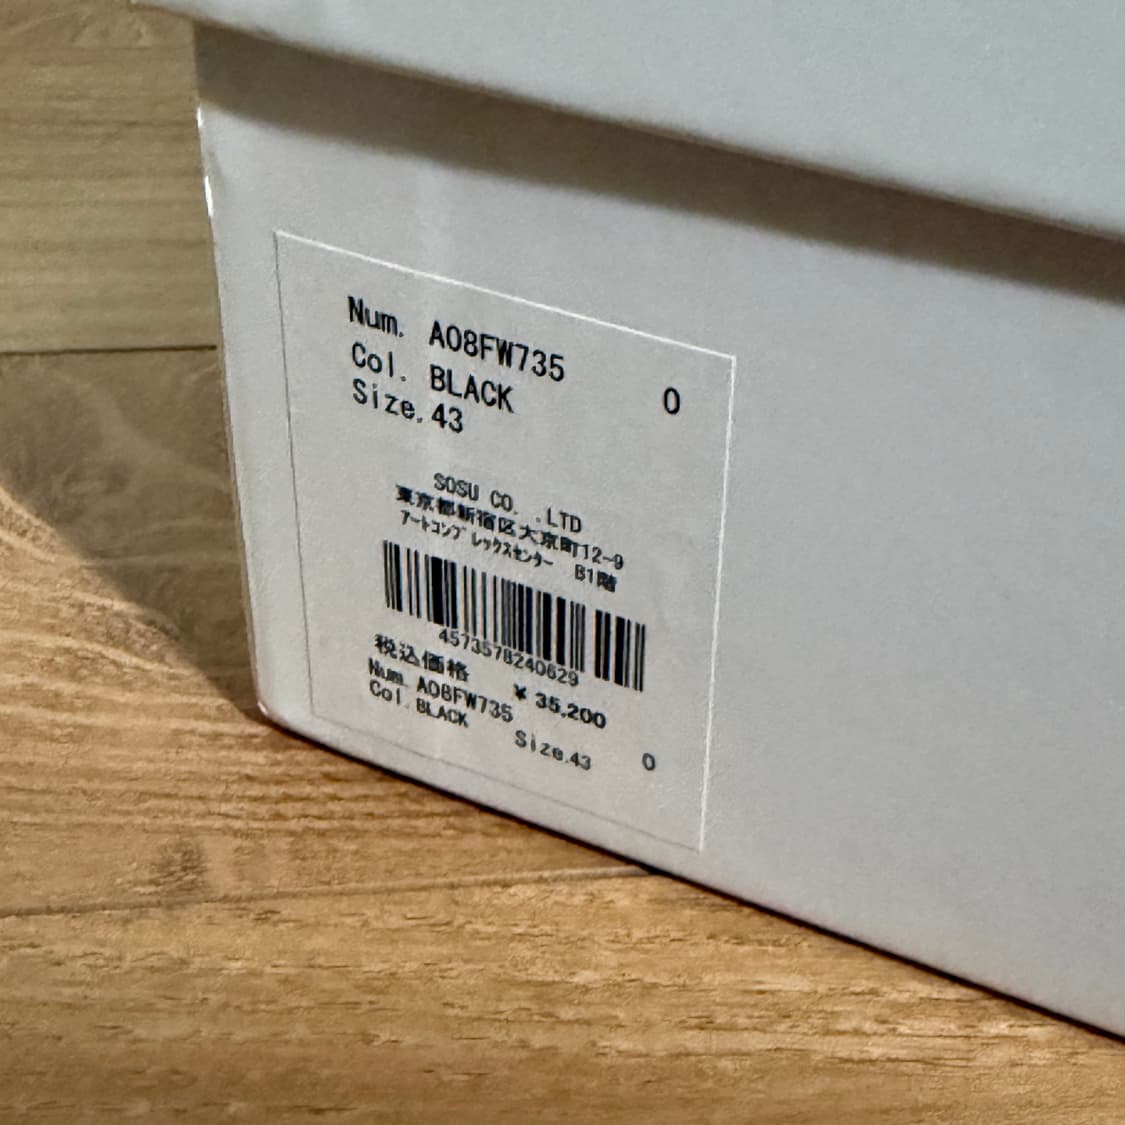 Num. A08FW735
Col. BLACK 0
Size.43
SOSU CO. .LTD
東京都新宿区大京町12-9
アートコンプレックスセンター B1階
4573578240629
税込価格 ¥ 35,200
Num. A08FW735
Col. BLACK
Size.43 0